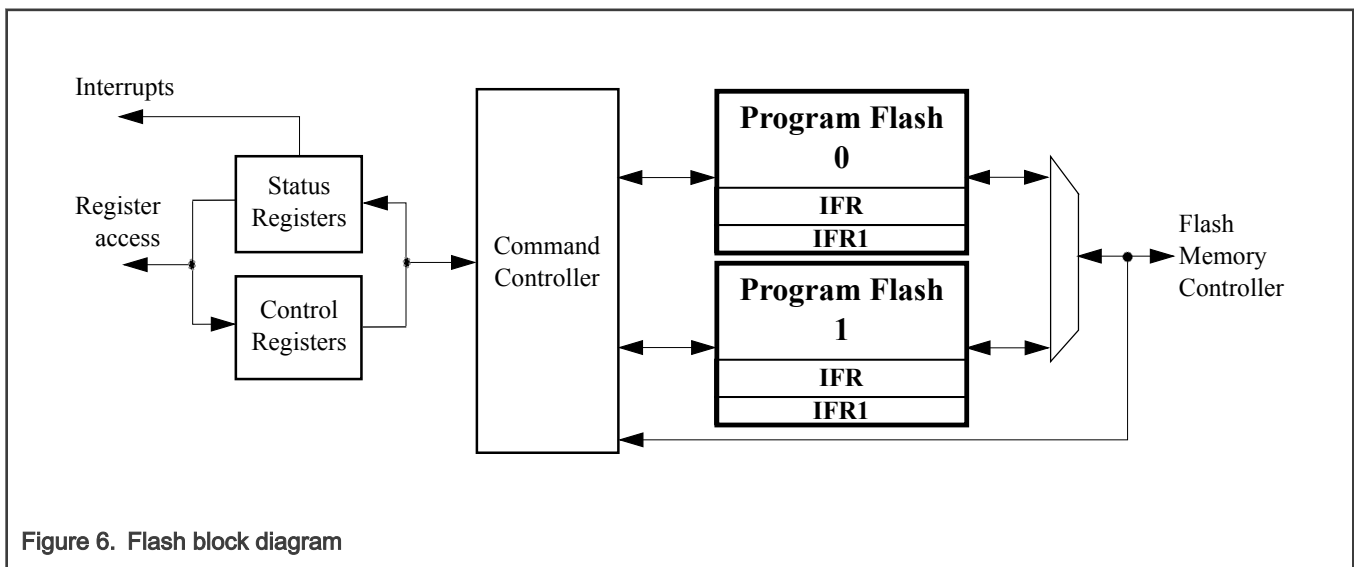 Interrupts
Register
access
Status
Registers
Control
Registers
Command
Controller
Program Flash
0
IFR
IFR1
Program Flash
1
IFR
IFR1
Flash
Memory
Controller
Figure 6. Flash block diagram